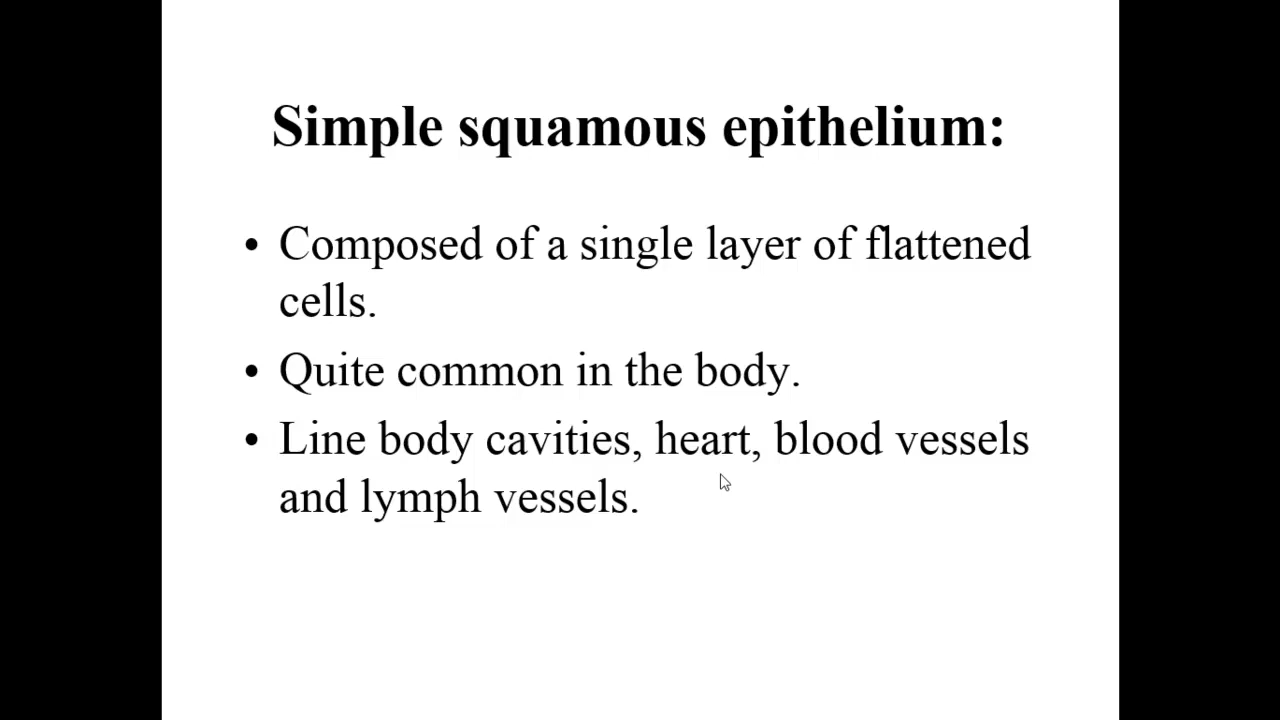 Simple squamous epithelium:
• Composed of a single layer of flattened
cells.
• Quite common in the body.
• Line body cavities, heart, blood vessels
and lymph vessels.